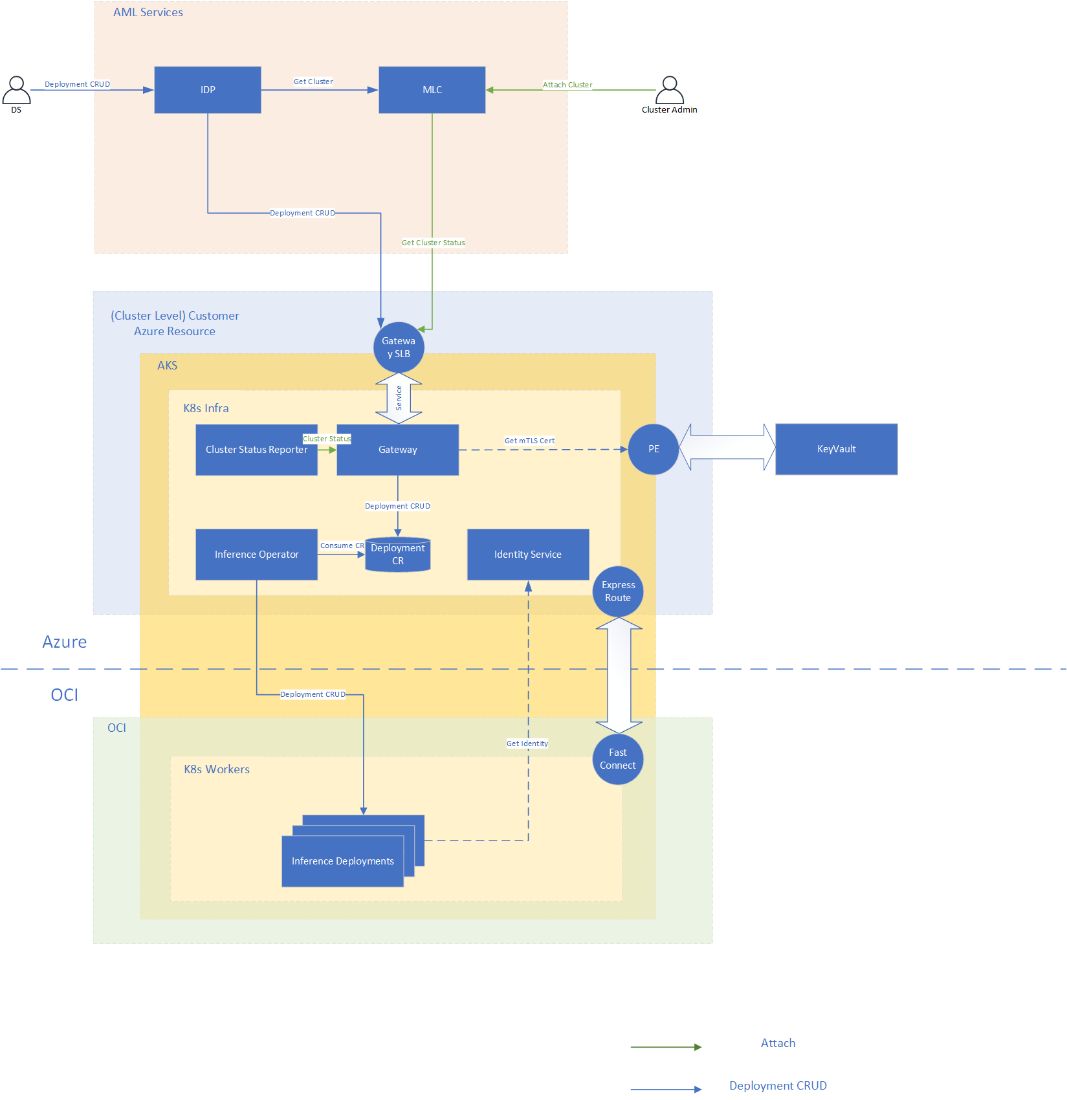 AML Services
Deployment CRUD
IDP
Get Cluster
MLC
Attach Cluster
DS
Cluster Admin
Deployment CRUD
Get Cluster Status
(Cluster Level) Customer
Azure Resource
Gatewa
y SLB
AKS
Service
K8s Infra
Cluster Status Reporter
Cluster Status
Gateway
Get mTLS Cert
PE
KeyVault
Deployment CRUD
Inference Operator
Consume CR
Deployment
CR
Identity Service
Express
Route
Azure
OCI
Deployment CRUD
OCI
Get Identity
Fast
Connect
K8s Workers
Inference Deployments
Attach
Deployment CRUD